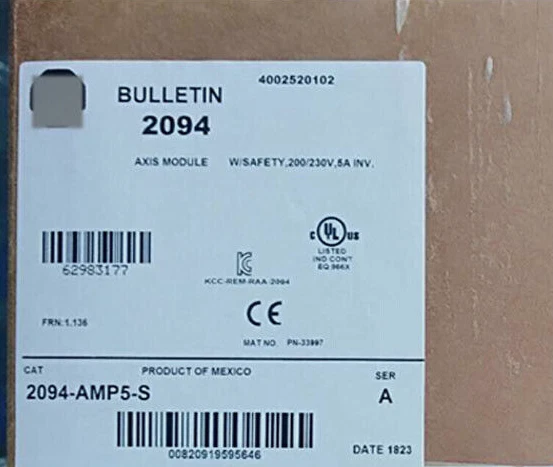 4002520102
BULLETIN
2094
AXIS MODULE W/SAFETY,200/230V,5A INV.
C UL US
LISTED
IND CONT
EQ 966X
62983177
KCC-REM-RAA-2094
CE
FRN:1.136
MAT NO. PN-33997
CAT PRODUCT OF MEXICO SER
2094-AMP5-S A
00820919595646 DATE 1823